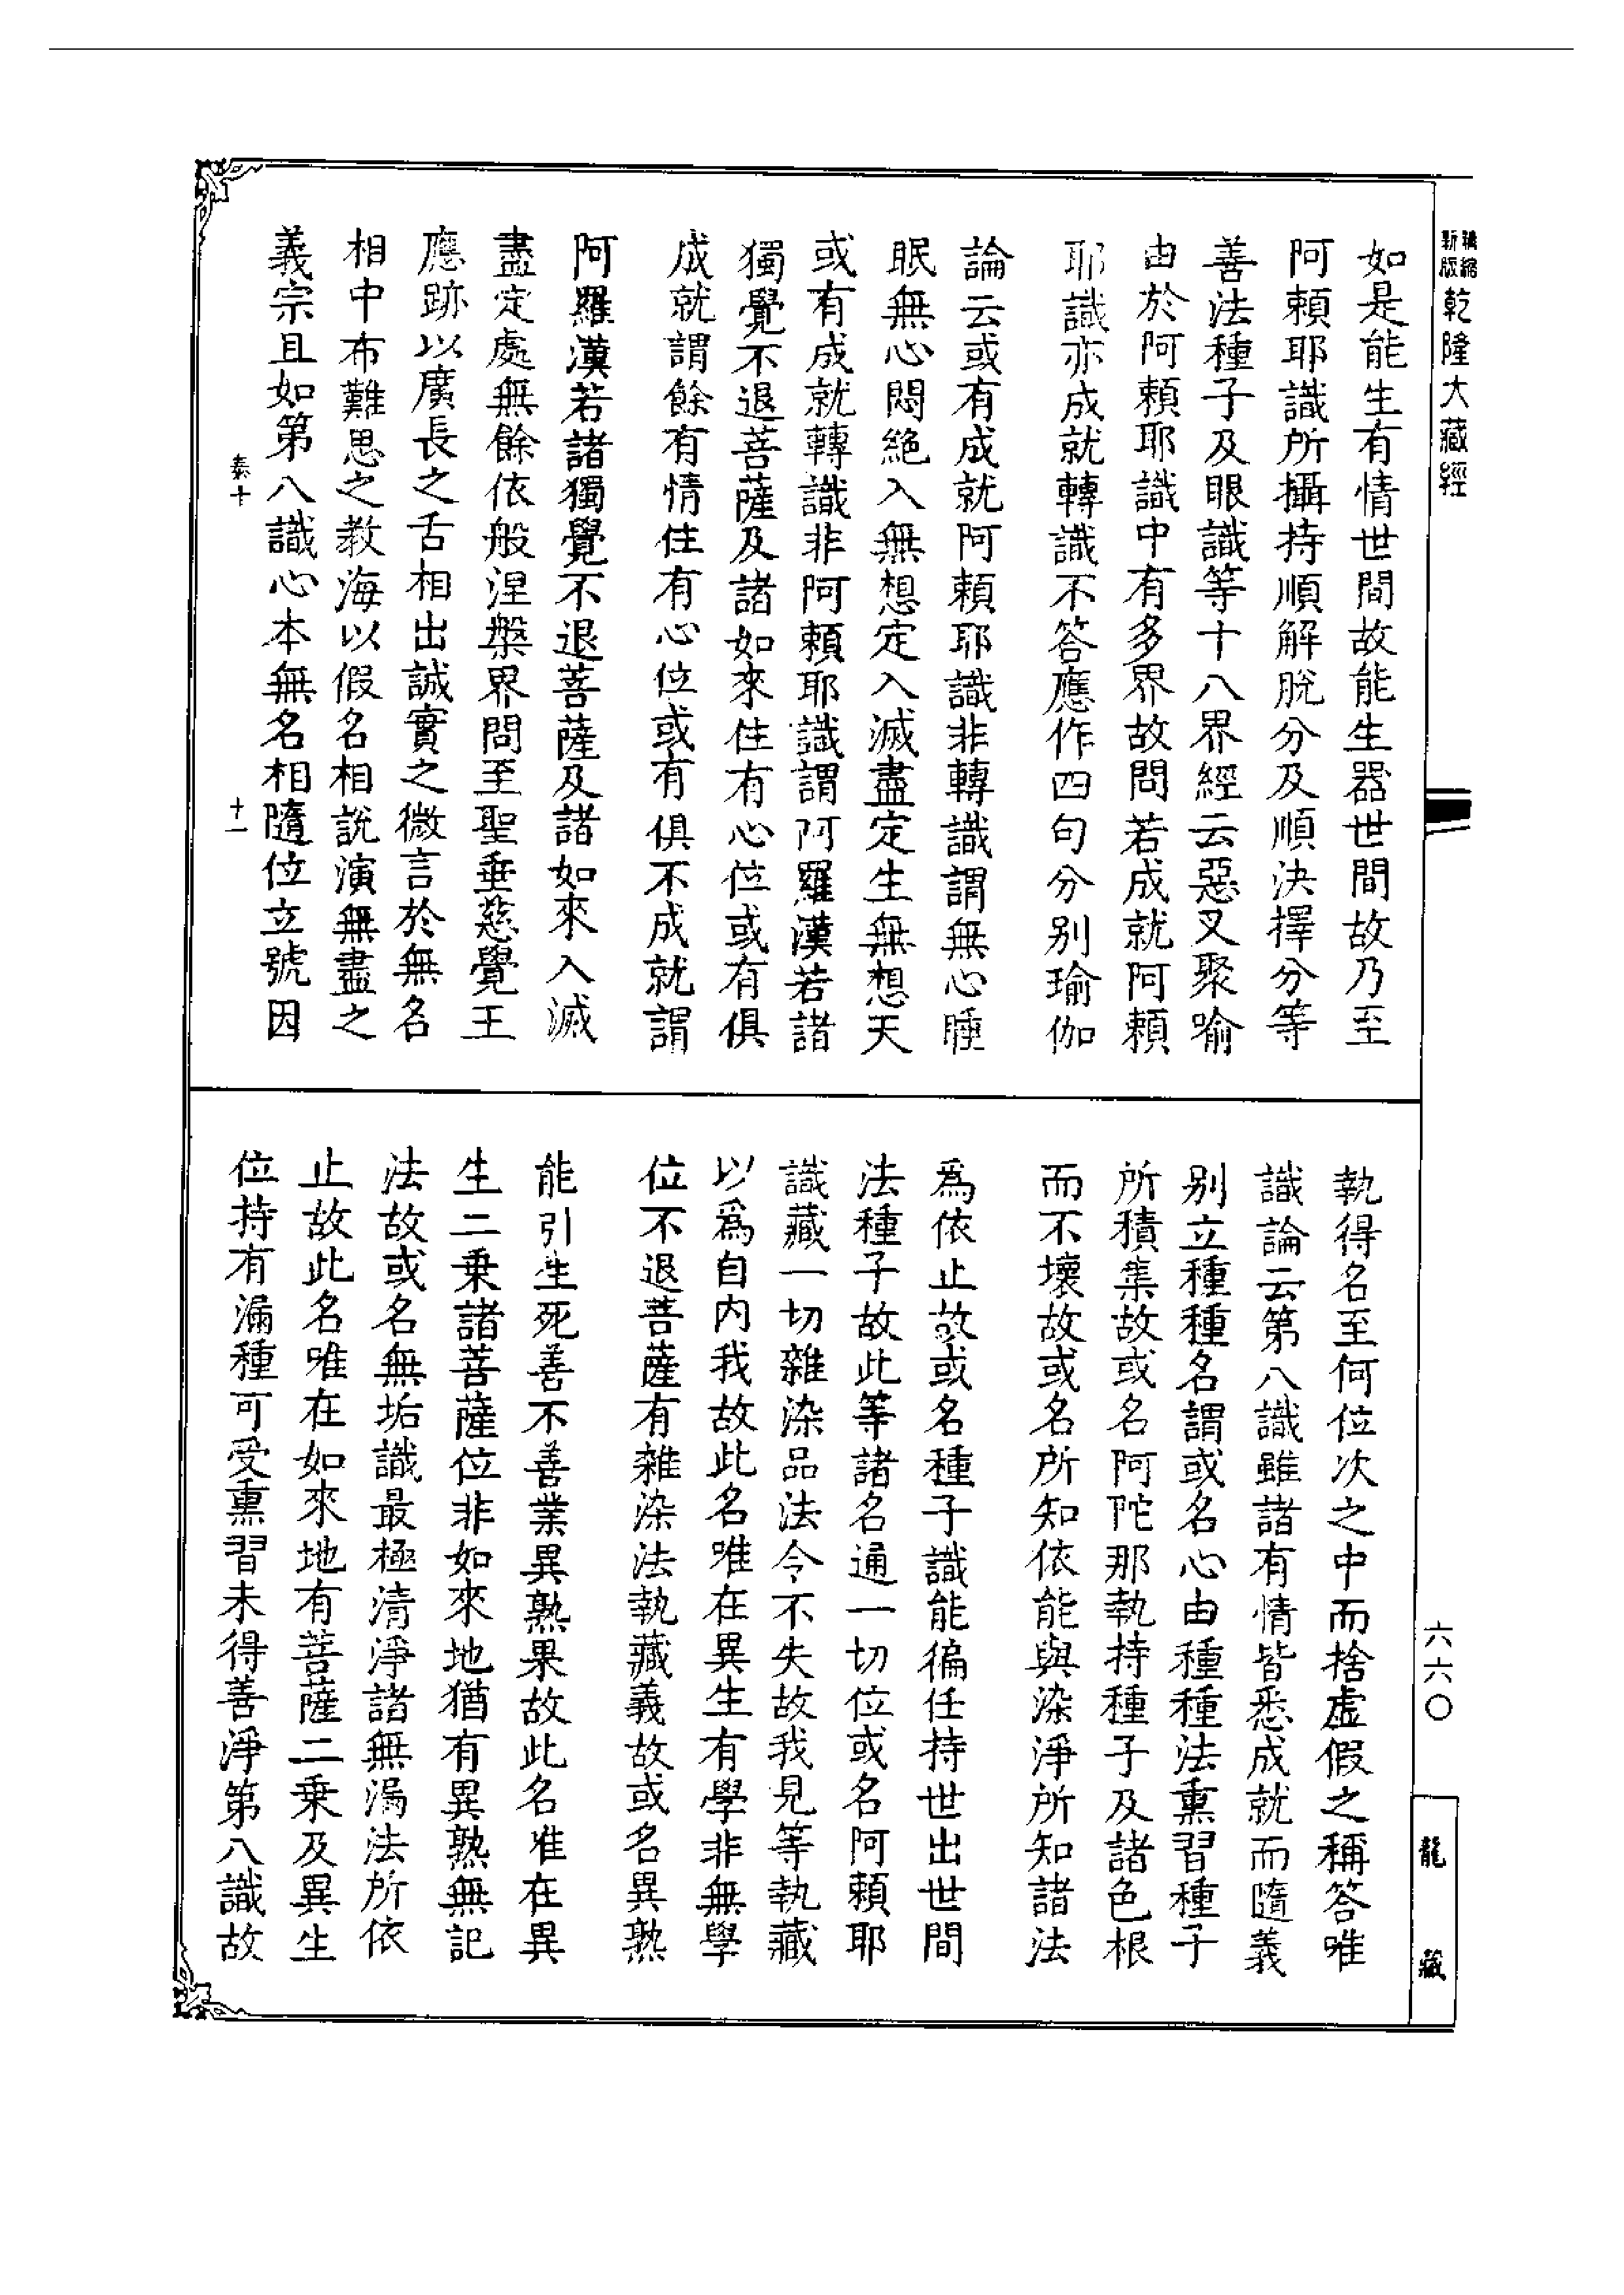 新版精縮乾隆大藏經
如是能生有情世間故能生器世間故乃至
阿賴耶識所攝持順解脫分及順決擇分等
善法種子及眼識等十八界經云惡叉聚喻
由於阿賴耶識中有多界故問若成就阿賴
耶識亦成就轉識不答應作四句分別瑜伽
論云或有成就阿賴耶識非轉識謂無心睡
眠無心悶絕入無想定入滅盡定生無想天
或有成就轉識非阿賴耶識謂阿羅漢若諸
獨覺不退菩薩及諸如來住有心位或有俱
成就謂餘有情住有心位或有俱不成就謂
阿羅漢若諸獨覺不退菩薩及諸如來入滅
盡定處無餘依般涅槃界問至聖垂慈覺王
應跡以廣長之舌相出誠實之微言於無名
相中布難思之教海以假名相說演無盡之
義宗且如第八識心本無名相隨位立號因
泰十
十一
執得名至何位次之中而捨虛假之稱答唯
識論云第八識雖諸有情皆悉成就而隨義
別立種種名謂或名心由種種法熏習種子
所積集故或名阿陀那執持種子及諸色根
而不壞故或名所知依能與染淨所知諸法
爲依止故或名種子識能徧任持世出世間
法種子故此等諸名通一切位或名阿賴耶
識藏一切雜染品法令不失故我見等執藏
以爲自內我故此名唯在異生有學非無學
位不退菩薩有雜染法執藏義故或名異熟
能引生死善不善業異熟果故此名准在異
生二乘諸菩薩位非如來地猶有異熟無記
法故或名無垢識最極清淨諸無漏法所依
止故此名唯在如來地有菩薩二乘及異生
位持有漏種可受熏習未得善淨第八識故
六六〇
龍藏